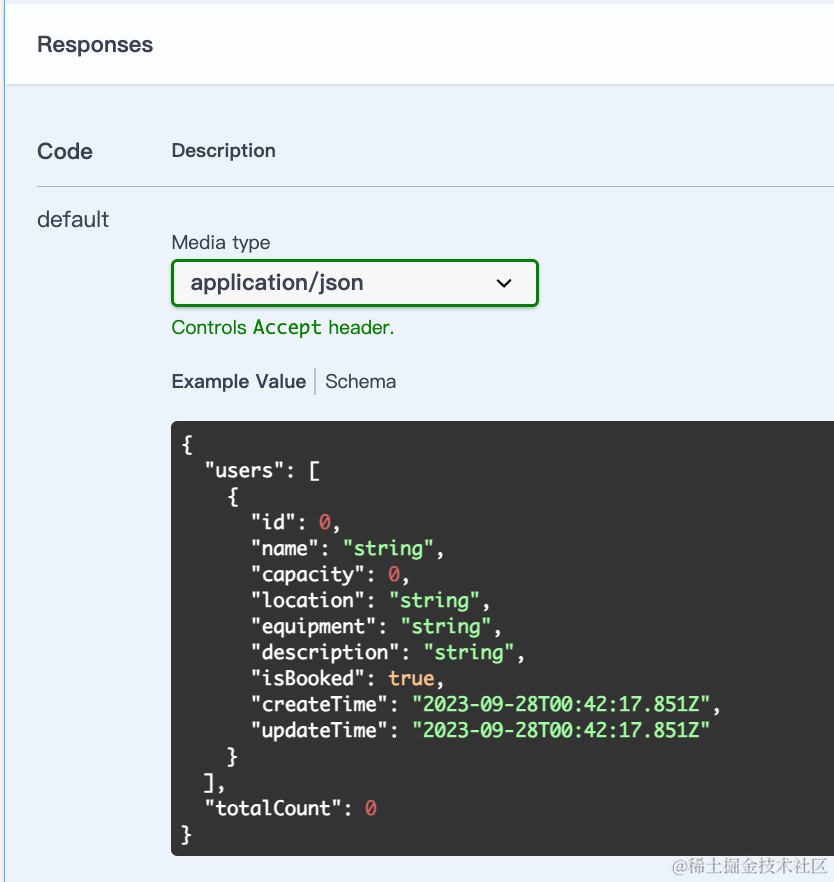 Responses
Code Description
default
Media type
application/json
Controls Accept header.
Example Value Schema
{
  "users": [
    {
      "id": 0,
      "name": "string",
      "capacity": 0,
      "location": "string",
      "equipment": "string",
      "description": "string",
      "isBooked": true,
      "createTime": "2023-09-28T00:42:17.851Z",
      "updateTime": "2023-09-28T00:42:17.851Z"
    }
  ],
  "totalCount": 0
}
@稀土掘金技术社区